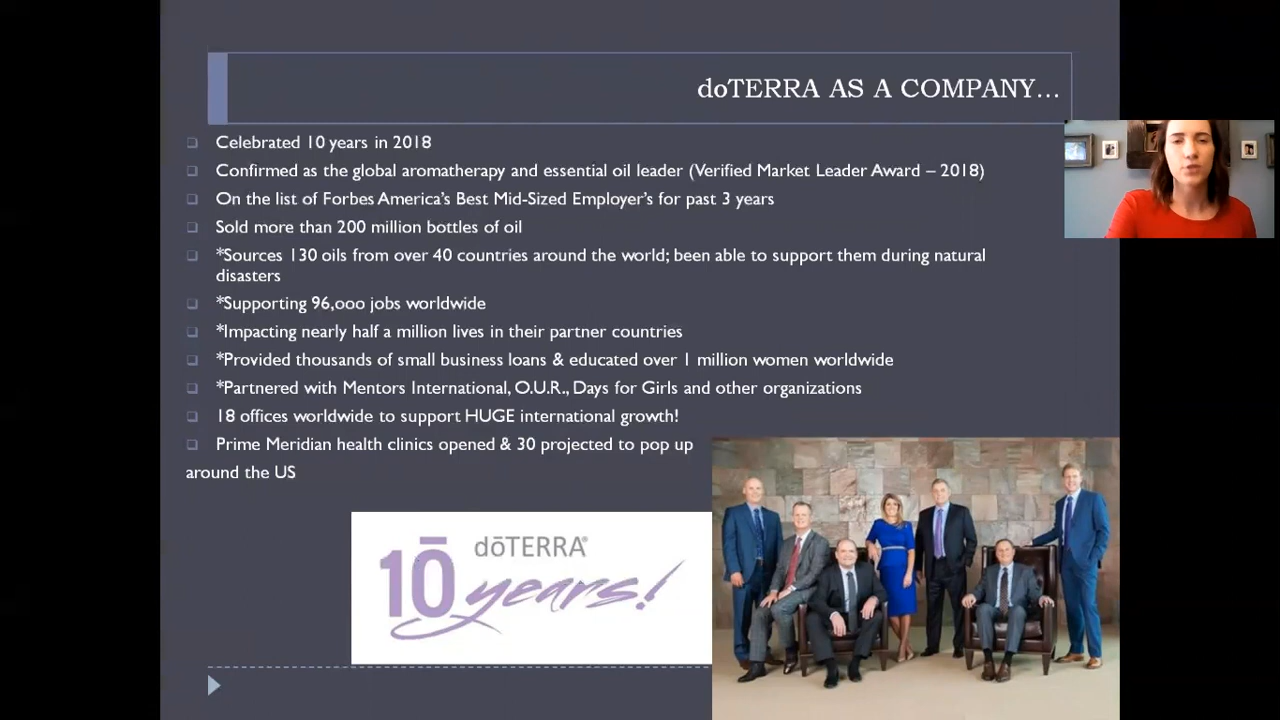 doTERRA AS A COMPANY...
Celebrated 10 years in 2018
Confirmed as the global aromatherapy and essential oil leader (Verified Market Leader Award – 2018)
On the list of Forbes America's Best Mid-Sized Employer's for past 3 years
Sold more than 200 million bottles of oil
*Sources 130 oils from over 40 countries around the world; been able to support them during natural
disasters
*Supporting 96,ooo jobs worldwide
*Impacting nearly half a million lives in their partner countries
*Provided thousands of small business loans & educated over 1 million women worldwide
*Partnered with Mentors International, O.U.R., Days for Girls and other organizations
18 offices worldwide to support HUGE international growth!
Prime Meridian health clinics opened & 30 projected to pop up
around the US
dōTERRA®
10 years!